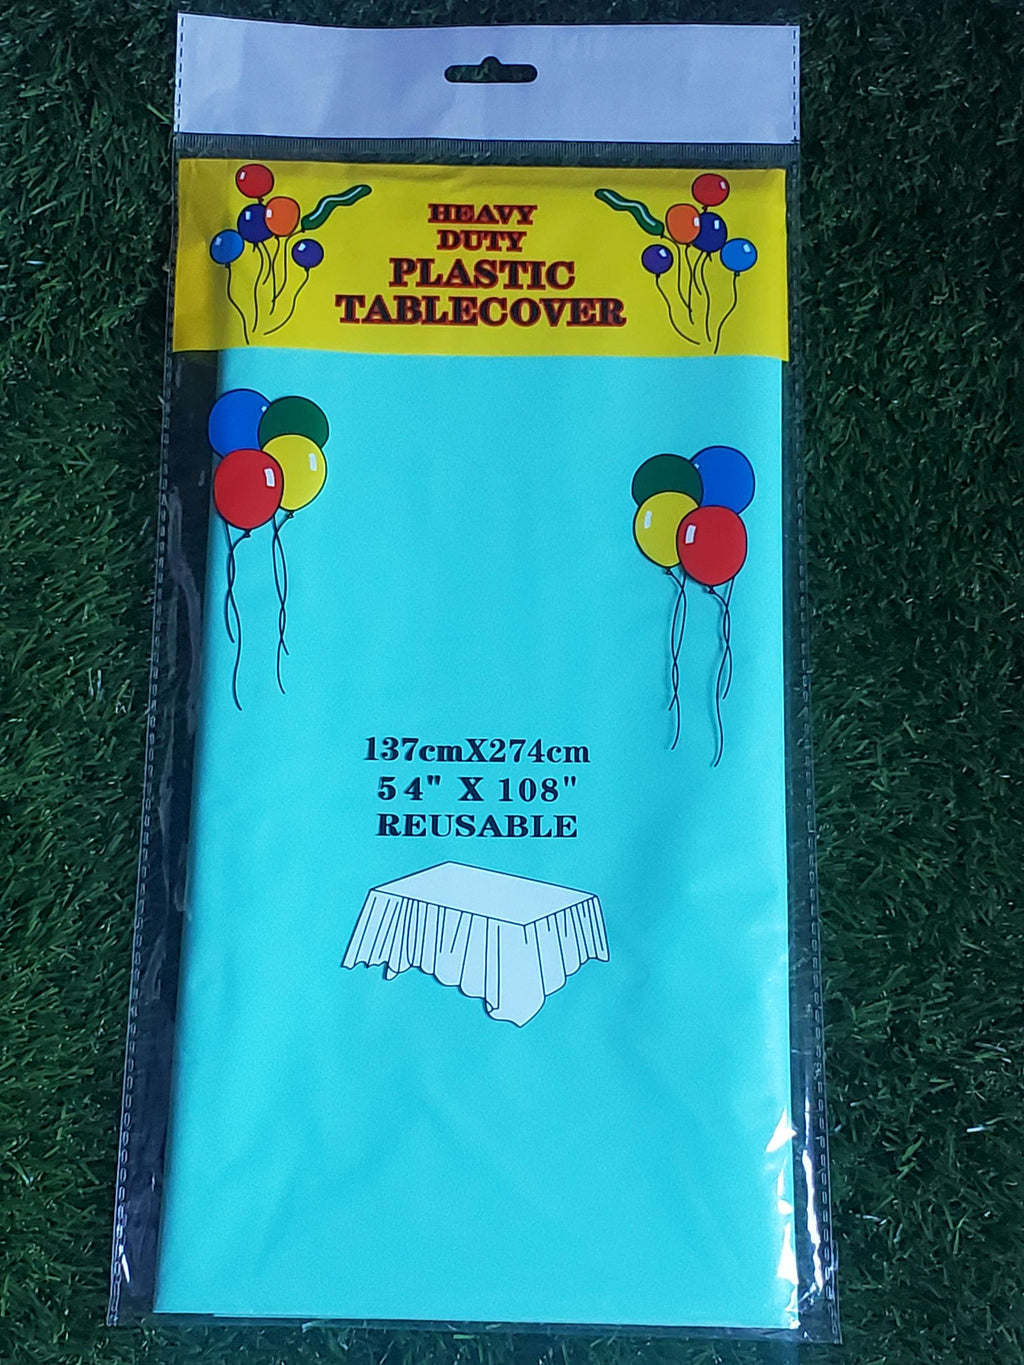 HEAVY
DUTY
PLASTIC
TABLECOVER
137cmX274cm
54" X 108"
REUSABLE